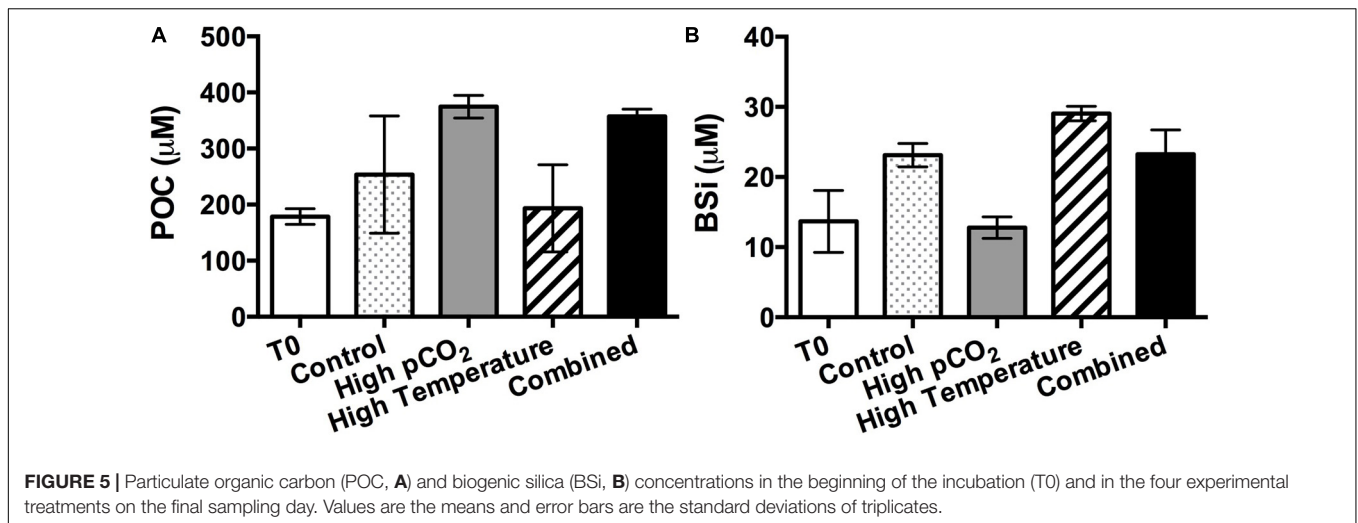 A
500
400
300
200
100
0
POC (μM)
T0
Control
High pCO₂
High Temperature
Combined
B
40
30
20
10
0
BSi (μM)
T0
Control
High pCO₂
High Temperature
Combined
FIGURE 5 | Particulate organic carbon (POC, A) and biogenic silica (BSi, B) concentrations in the beginning of the incubation (T0) and in the four experimental
treatments on the final sampling day. Values are the means and error bars are the standard deviations of triplicates.